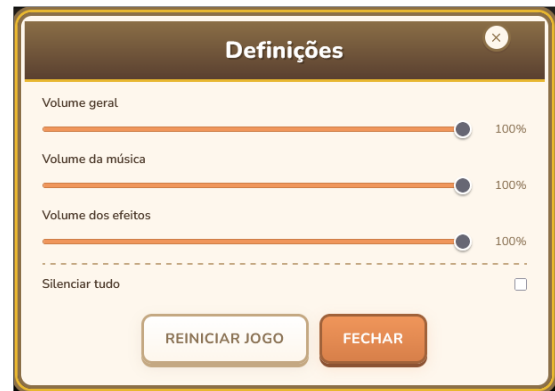 Definições
Volume geral
100%
Volume da música
100%
Volume dos efeitos
100%
Silenciar tudo
REINICIAR JOGO
FECHAR